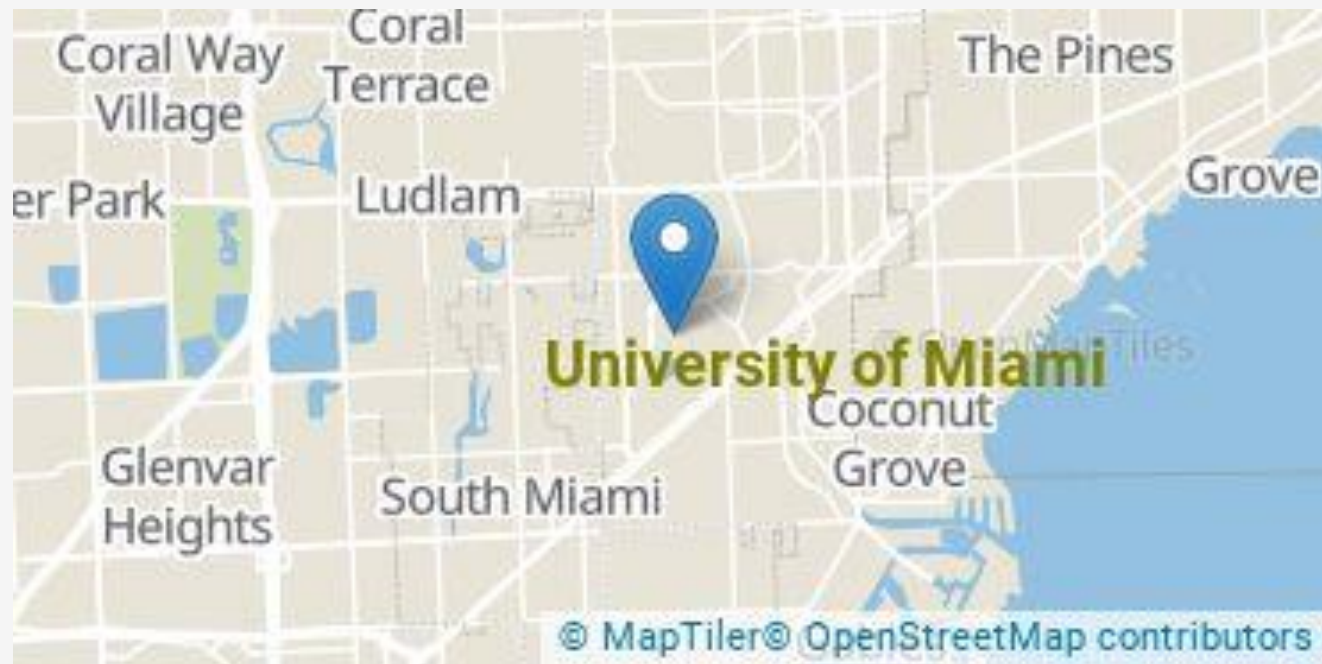 Coral
Terrace
Coral Way
Village
The Pines
er Park
Ludlam
Grove
University of Miami
© OpenMapTiles
Coconut
Grove
Glenvar
Heights
South Miami
© MapTiler© OpenStreetMap contributors